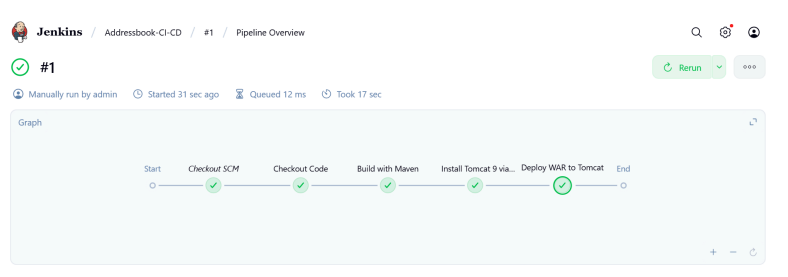 Jenkins / Addressbook-CI-CD / #1 / Pipeline Overview
#1
Rerun
Manually run by admin Started 31 sec ago Queued 12 ms Took 17 sec
Graph
Start Checkout SCM Checkout Code Build with Maven Install Tomcat 9 via... Deploy WAR to Tomcat End